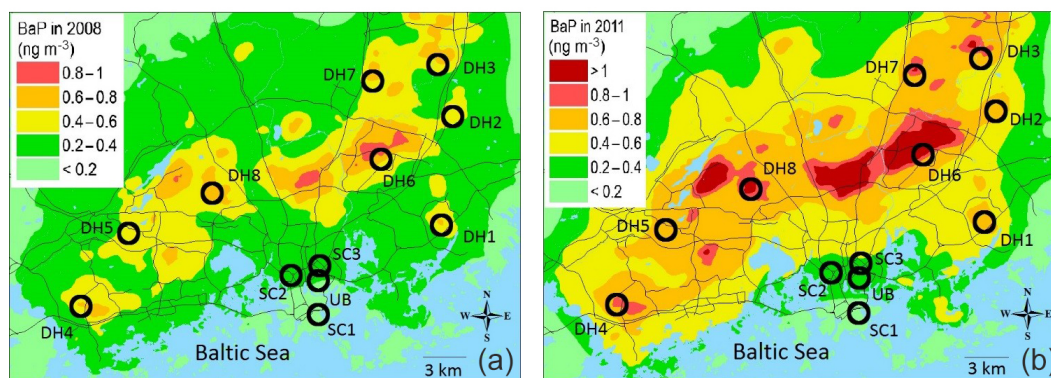 BaP in 2008
(ng m⁻³)
0.8 – 1
0.6 – 0.8
0.4 – 0.6
0.2 – 0.4
< 0.2
DH7
DH3
DH2
DH6
DH8
DH5
DH1
SC3
SC2
UB
SC1
DH4
Baltic Sea
N
W
E
S
3 km
(a)
BaP in 2011
(ng m⁻³)
> 1
0.8 – 1
0.6 – 0.8
0.4 – 0.6
0.2 – 0.4
< 0.2
DH7
DH3
DH2
DH6
DH8
DH5
DH1
SC3
SC2
UB
SC1
DH4
Baltic Sea
N
W
E
S
3 km
(b)